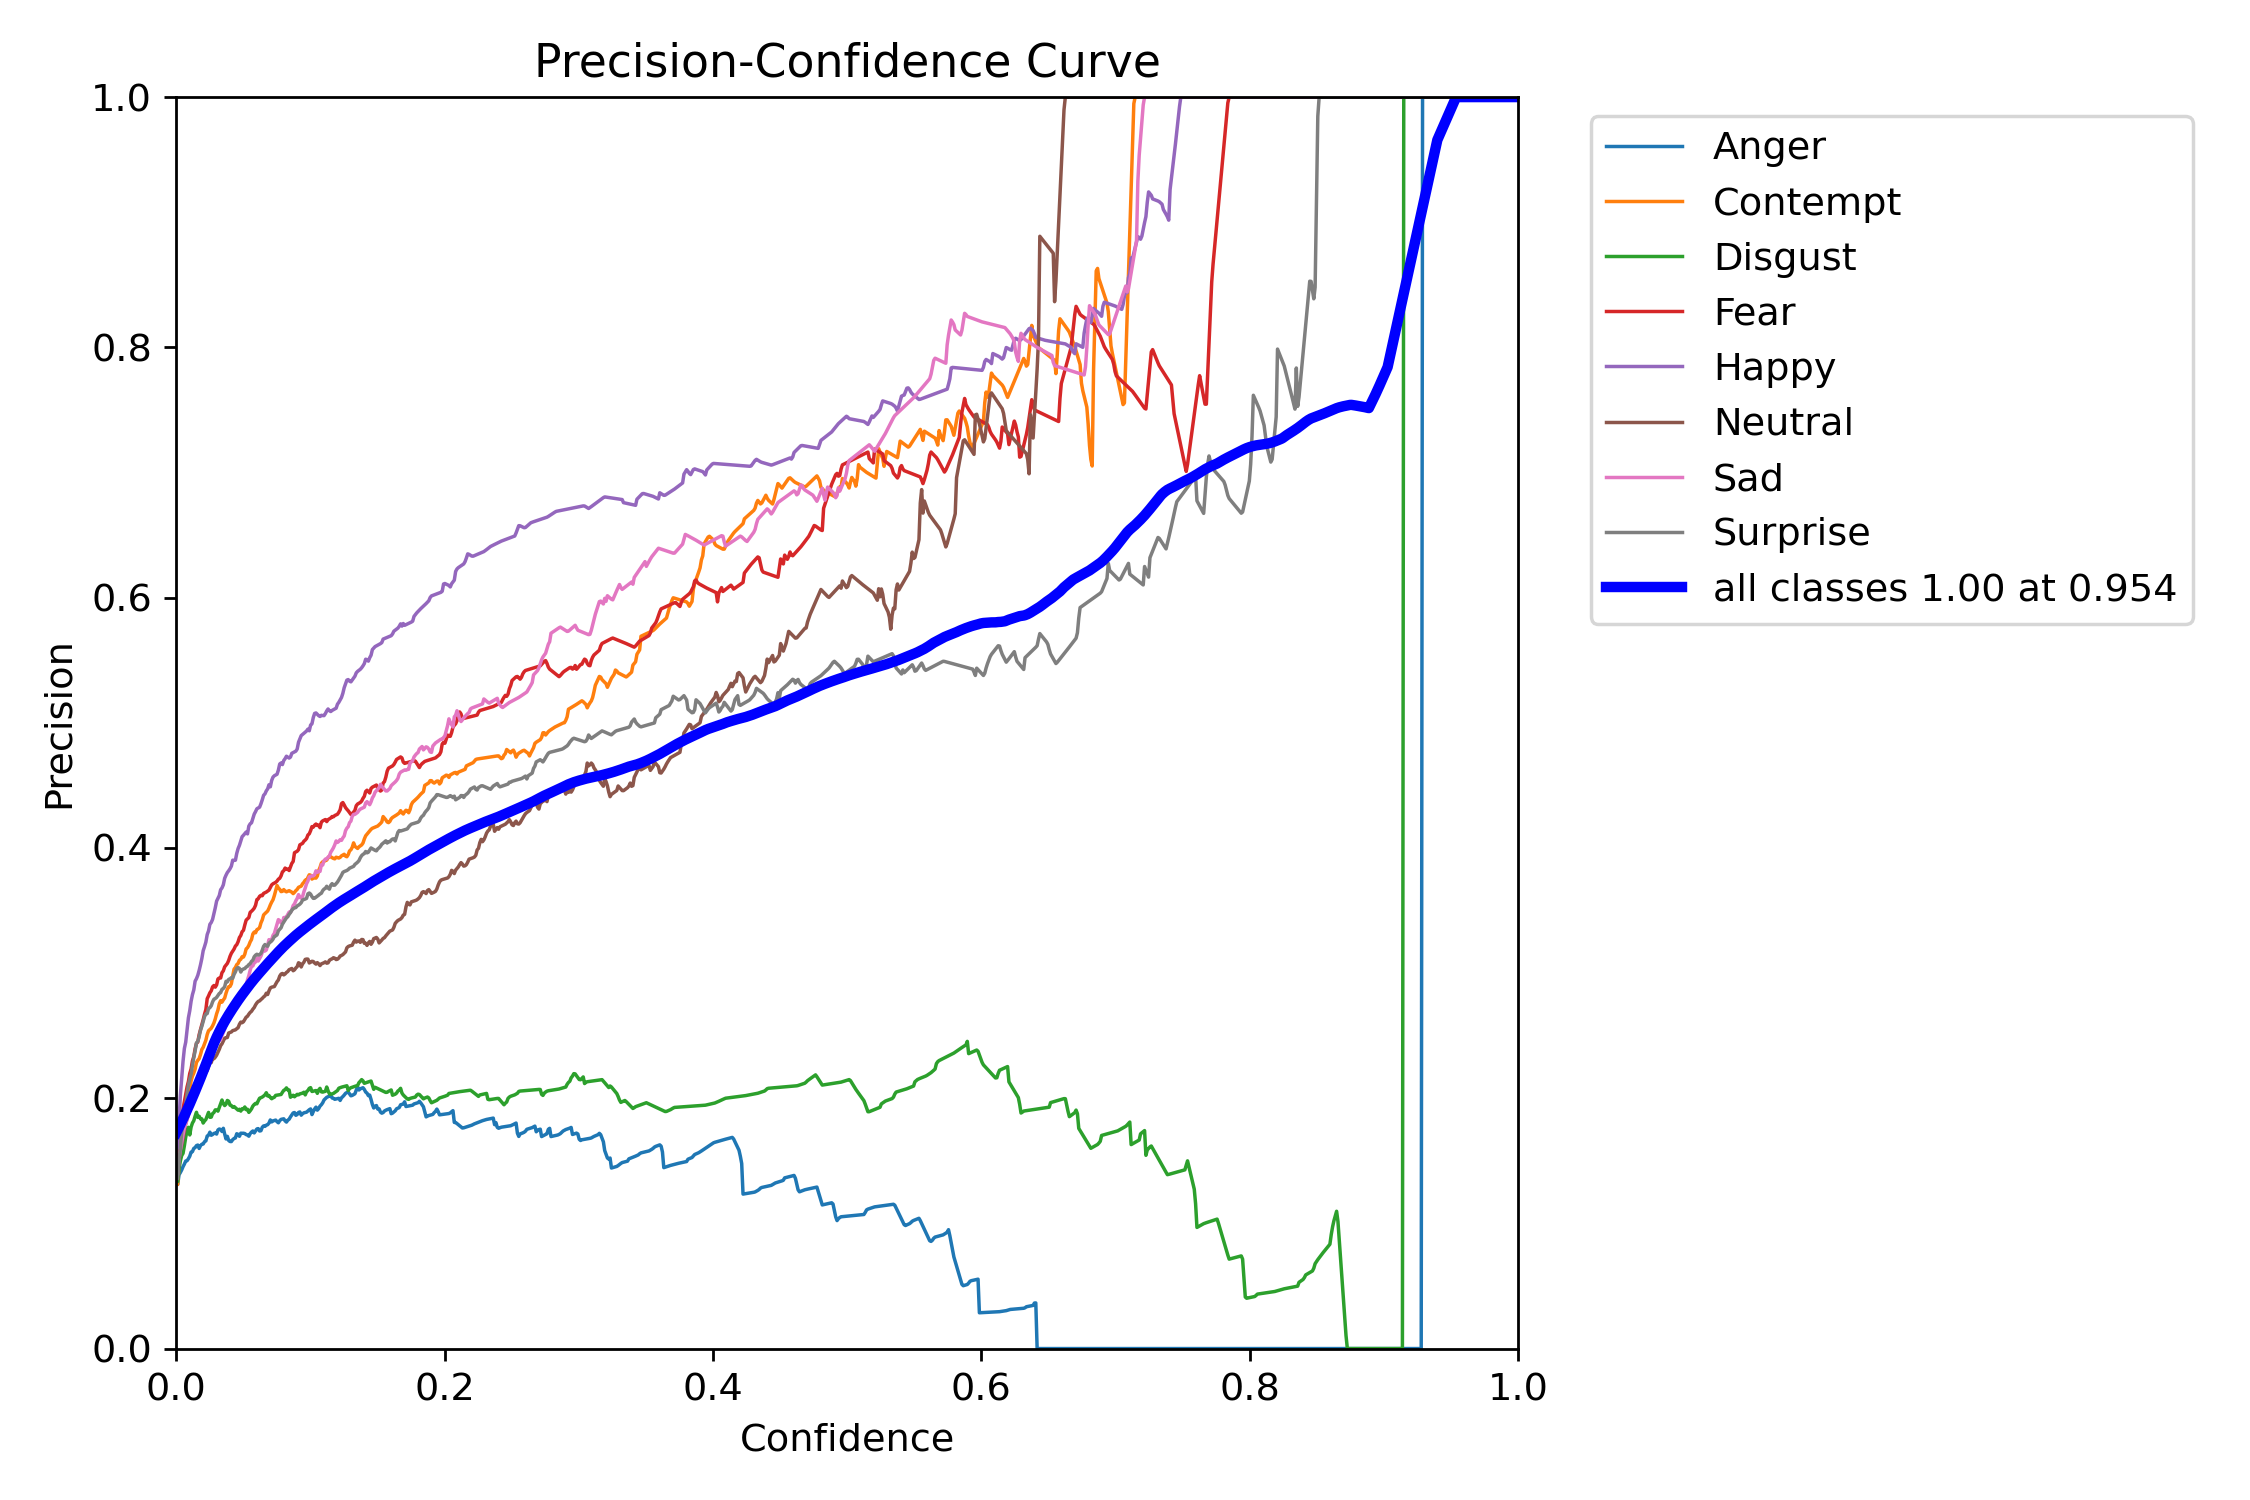 Precision-Confidence Curve
1.0
0.8
0.6
0.4
0.2
0.0
Precision
0.0 0.2 0.4 0.6 0.8 1.0
Confidence
Anger
Contempt
Disgust
Fear
Happy
Neutral
Sad
Surprise
all classes 1.00 at 0.954